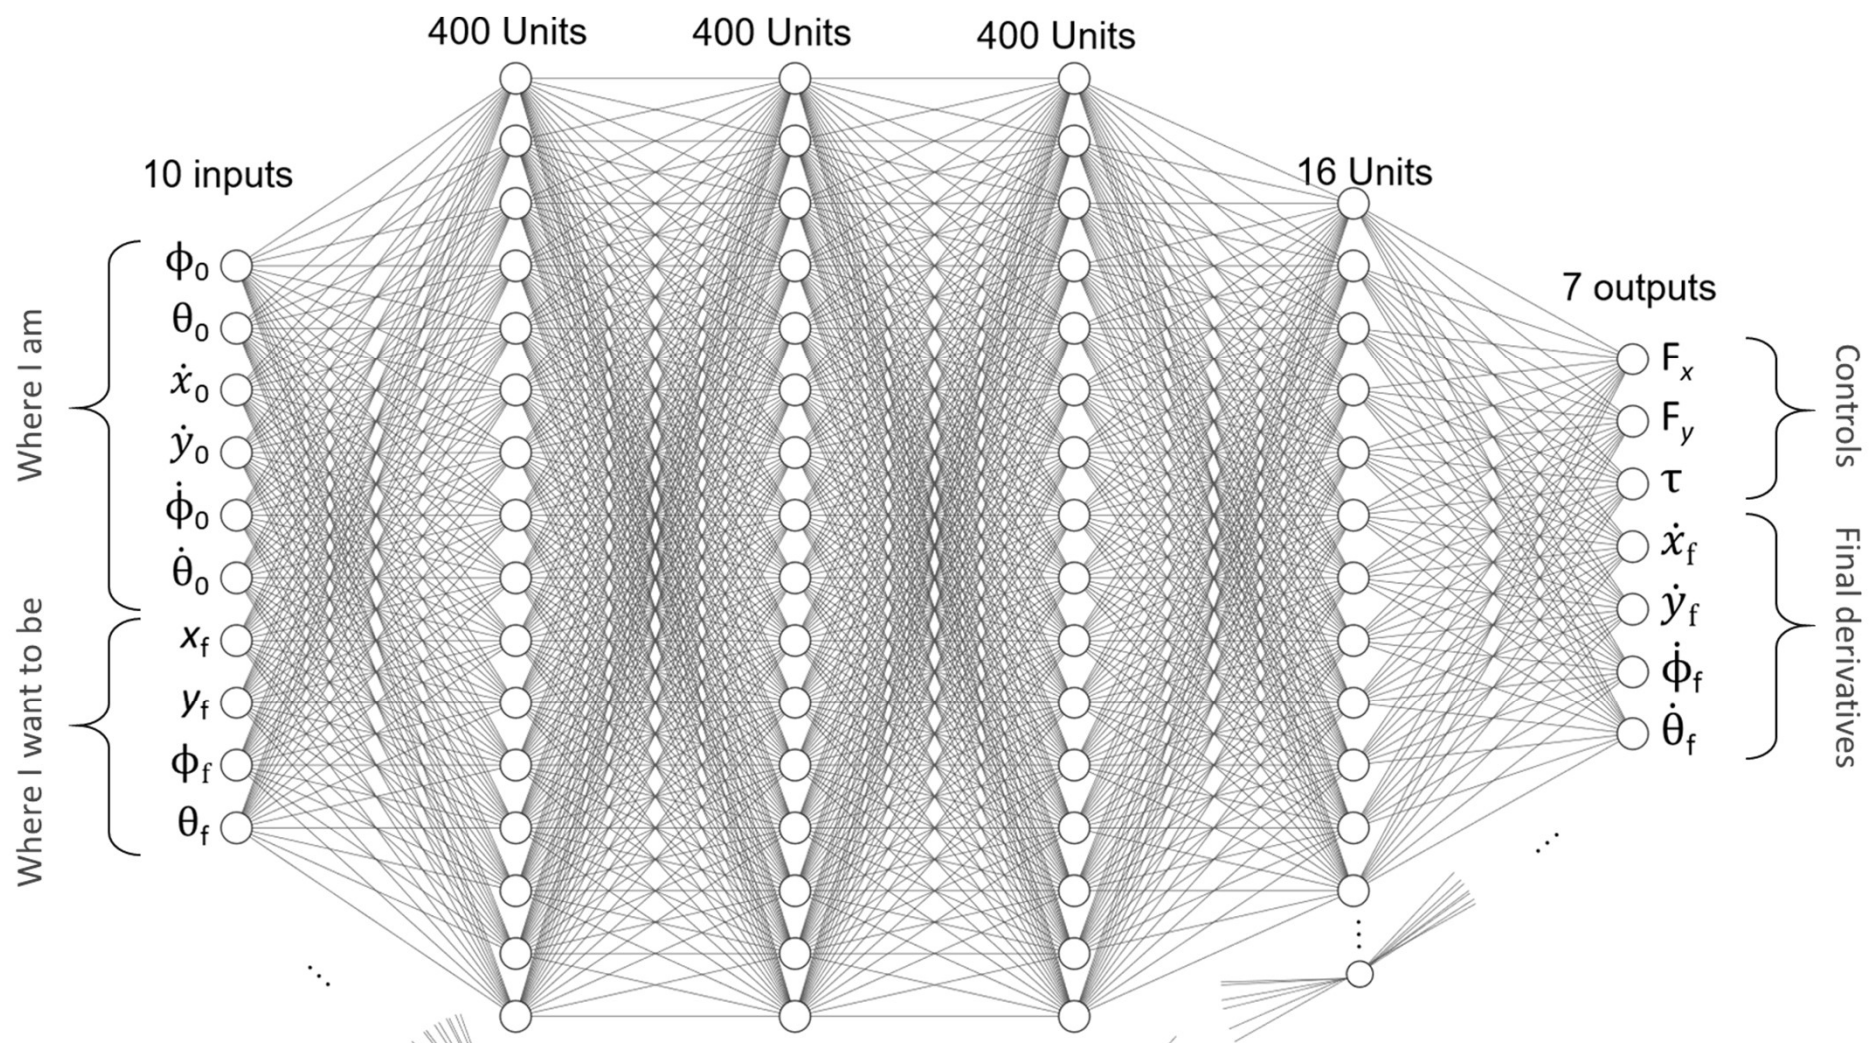 400 Units
400 Units
400 Units
10 inputs
16 Units
7 outputs
Where I am
ϕ₀
θ₀
ẋ₀
ẏ₀
ϕ̇₀
θ̇₀
Where I want to be
x_f
y_f
ϕ_f
θ_f
F_x
F_y
τ
Controls
ẋ_f
ẏ_f
ϕ̇_f
θ̇_f
Final derivatives